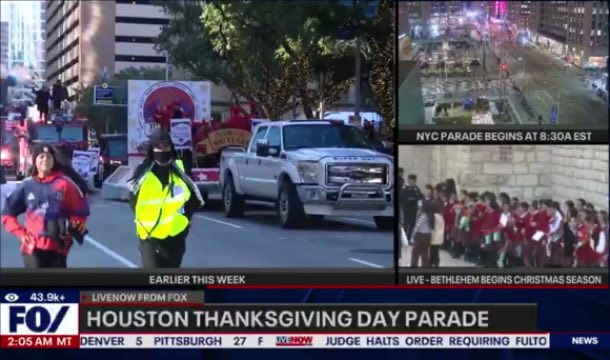 NYC PARADE BEGINS AT 8:30A EST
EARLIER THIS WEEK
LIVE - BETHLEHEM BEGINS CHRISTMAS SEASON
43.9K+
LIVENOW FROM FOX
FOX
HOUSTON THANKSGIVING DAY PARADE
2:05 AM MT
DENVER 5 PITTSBURGH 27 F
LIVENOW
JUDGE HALTS ORDER REQUIRING FULTO
NEWS